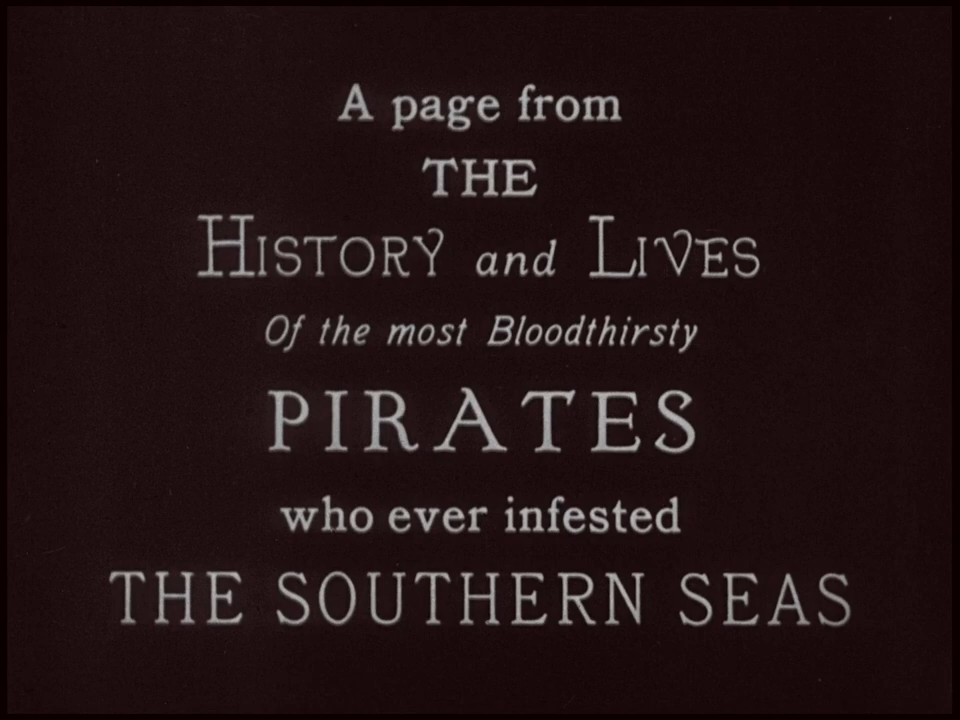 A page from
THE
HISTORY and LIVES
Of the most Bloodthirsty
PIRATES
who ever infested
THE SOUTHERN SEAS